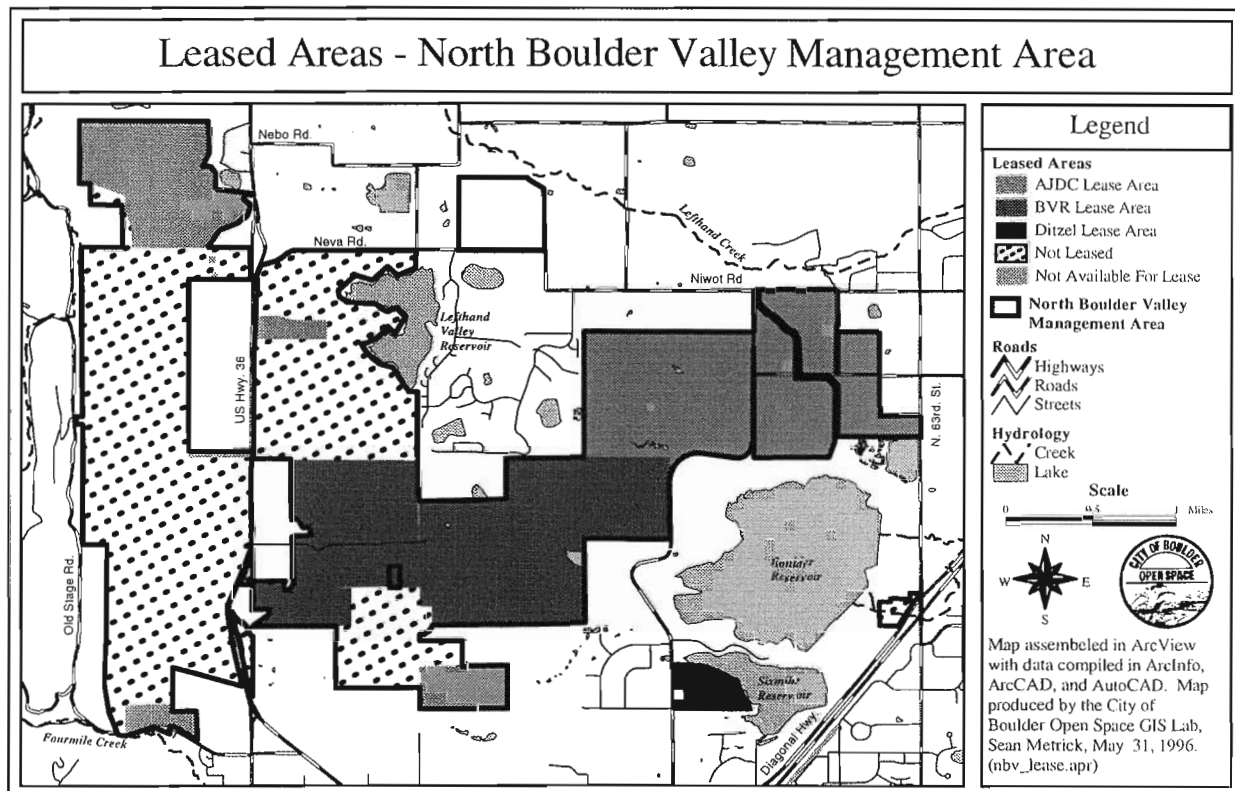 Leased Areas - North Boulder Valley Management Area
Nebo Rd.
Lefthand Creek
Neva Rd.
Niwot Rd
Lefthand
Valley
Reservoir
US Hwy. 36
N. 63rd. St.
Boulder
Reservoir
Old Stage Rd.
Sixmile
Reservoir
Fourmile Creek
Diagonal Hwy.
Legend
Leased Areas
AJDC Lease Area
BVR Lease Area
Ditzel Lease Area
Not Leased
Not Available For Lease
North Boulder Valley
Management Area
Roads
Highways
Roads
Streets
Hydrology
Creek
Lake
Scale
0 0.5 1 Miles
N
W E
S
CITY OF BOULDER
OPEN SPACE
Map assembeled in ArcView
with data compiled in ArcInfo,
ArcCAD, and AutoCAD. Map
produced by the City of
Boulder Open Space GIS Lab,
Sean Metrick, May 31, 1996.
(nbv_lease.apr)